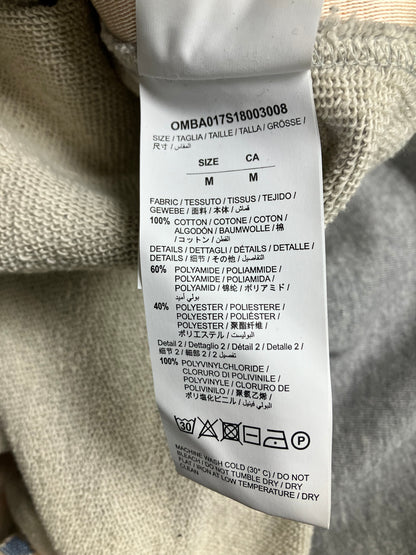 OMBA017S18003008
SIZE / TAGLIA / TAILLE / TALLA / GRÖSSE /
尺寸 / المقاس /
SIZE CA
M M
FABRIC / TESSUTO / TISSUS / TEJIDO /
GEWEBE / 面料 / 本体 / قماش /
100% COTTON / COTONE / COTON /
ALGODÓN / BAUMWOLLE / 棉
/ コットン / القطن /
DETAILS / DETTAGLI / DÉTAILS / DETALLE /
DETAILS / 细节 / その他 / التفاصيل /
60% POLYAMIDE / POLIAMMIDE /
POLYAMIDE / POLIAMIDA /
POLYAMID / 锦纶 / ポリアミド /
بولي أميد /
40% POLYESTER / POLIESTERE /
POLYESTER / POLIÉSTER /
POLYESTER / 聚酯纤维 /
ポリエステル / البوليستر /
Detail 2 / Dettaglio 2 / Détail 2 / Detalle 2 /
细节 2 / 細部 2 / تفصيل 2 /
100% POLYVINYLCHLORIDE /
CLORURO DI POLIVINILE /
POLYVINYLE / CLORURO DE
POLIVINILO / 聚氯乙烯 /
ポリ塩化ビニル / كلوريد البولي فينيل /
30 P
MACHINE WASH COLD (30° C) / DO NOT
BLEACH / DO NOT TUMBLE DRY / DRY
FLAT / IRON AT LOW TEMPERATURE / DRY
CLEAN